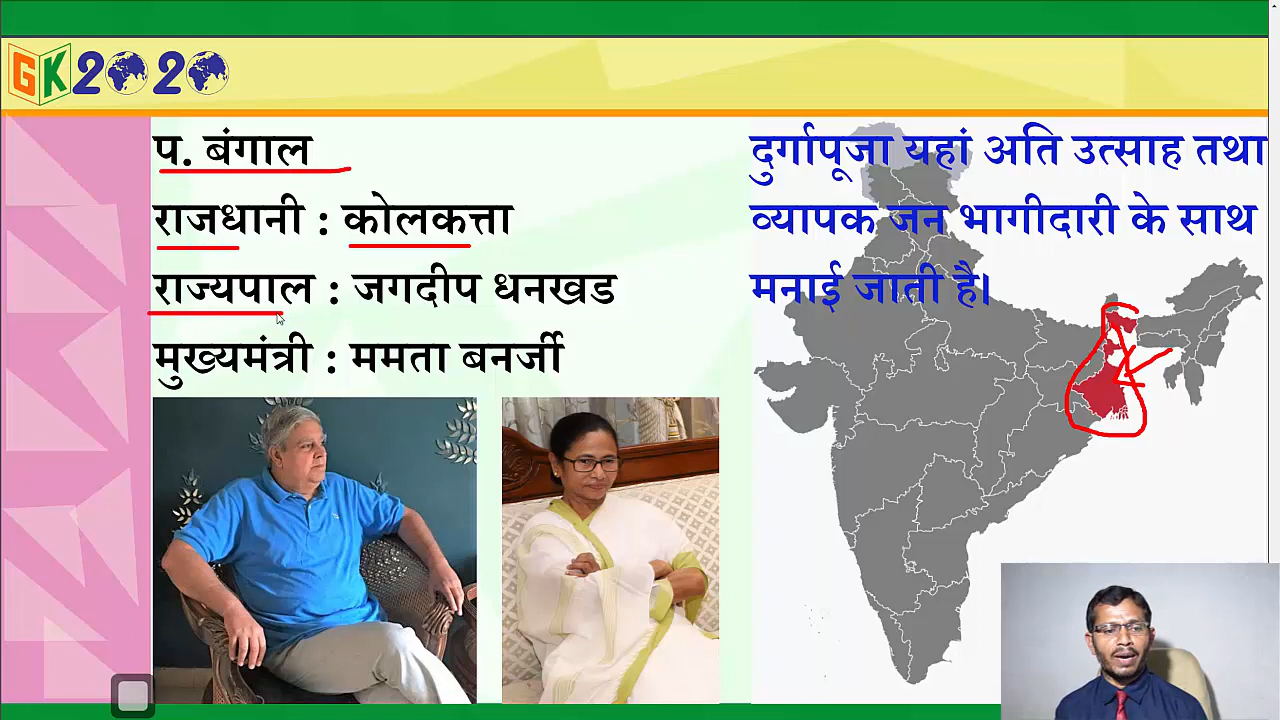 GK2020
प. बंगाल
राजधानी : कोलकत्ता
राज्यपाल : जगदीप धनखड
मुख्यमंत्री : ममता बनर्जी
दुर्गापूजा यहां अति उत्साह तथा
व्यापक जन भागीदारी के साथ
मनाई जाती है।